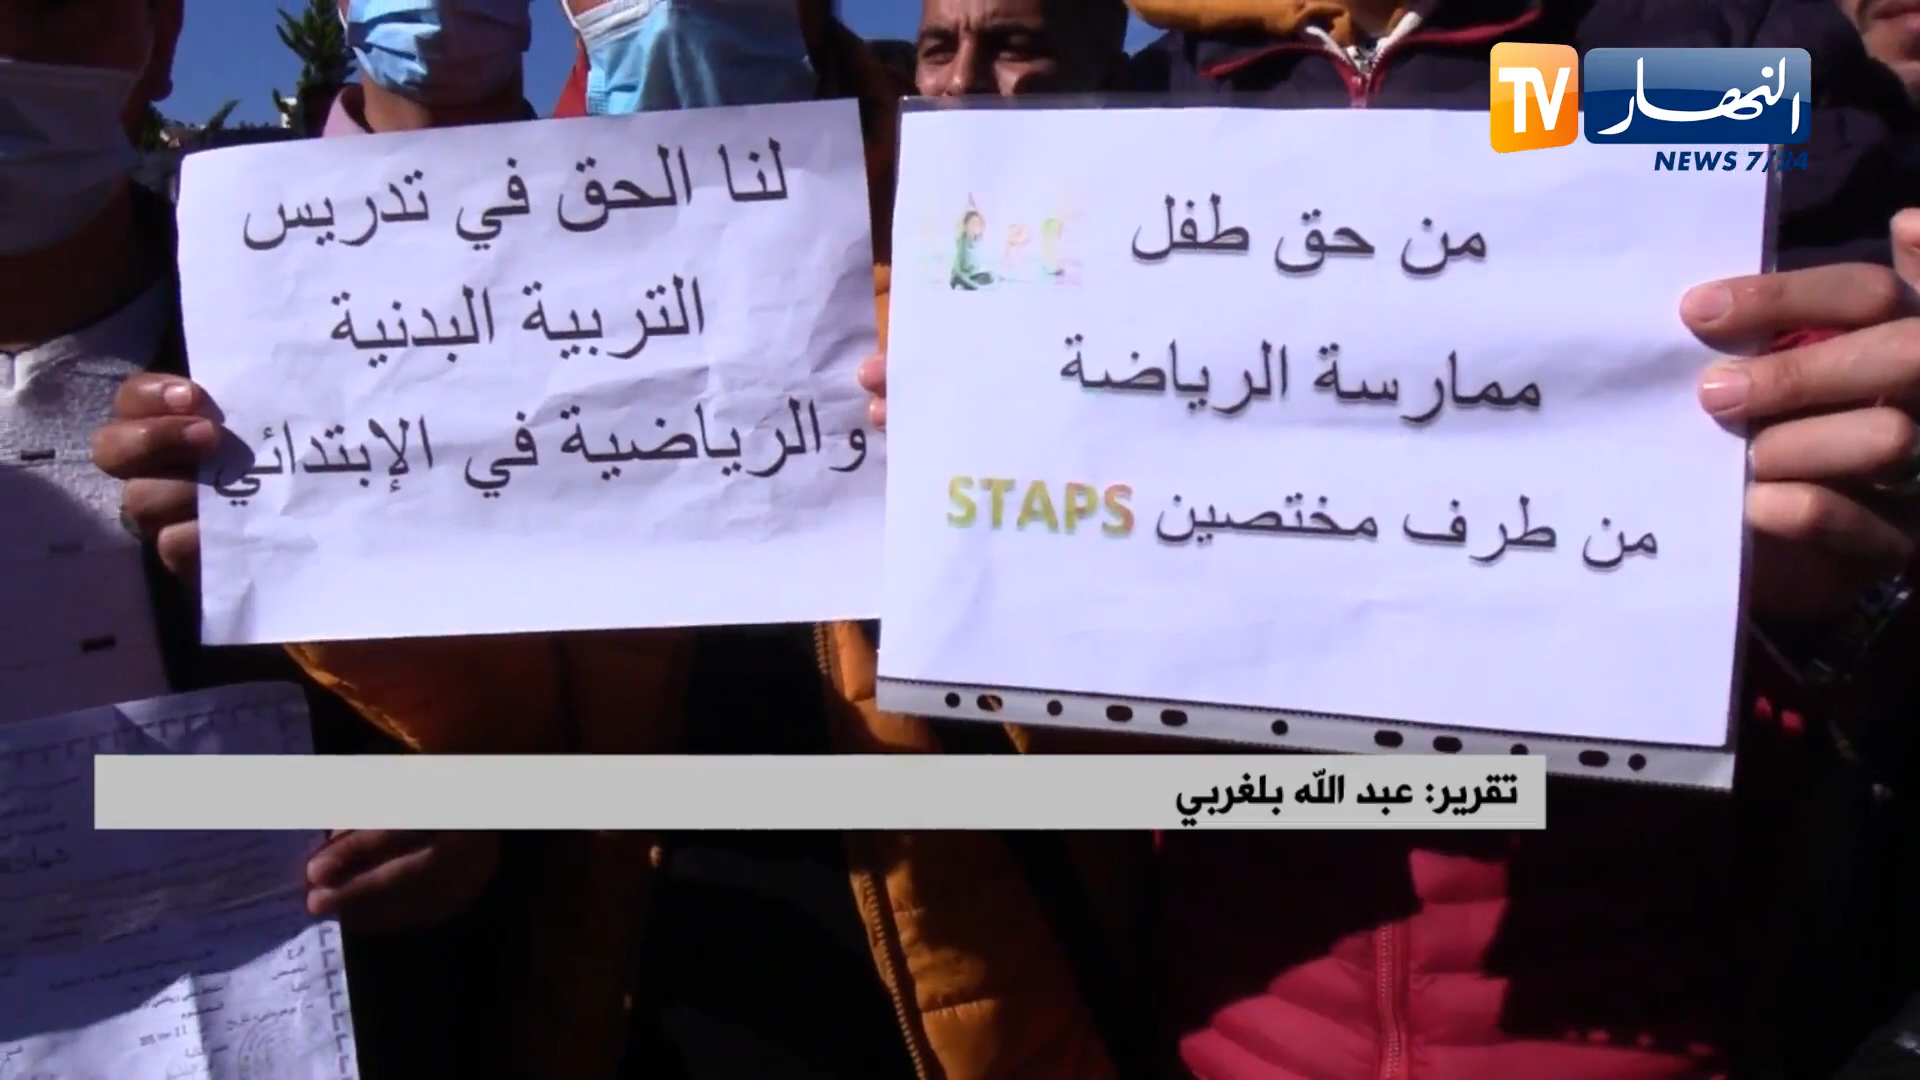 النهار TV
NEWS 7/24
من حق طفل
ممارسة الرياضة
من طرف مختصين STAPS
لنا الحق في تدريس
التربية البدنية
والرياضية في الإبتدائي
تقرير: عبد الله بلغربي